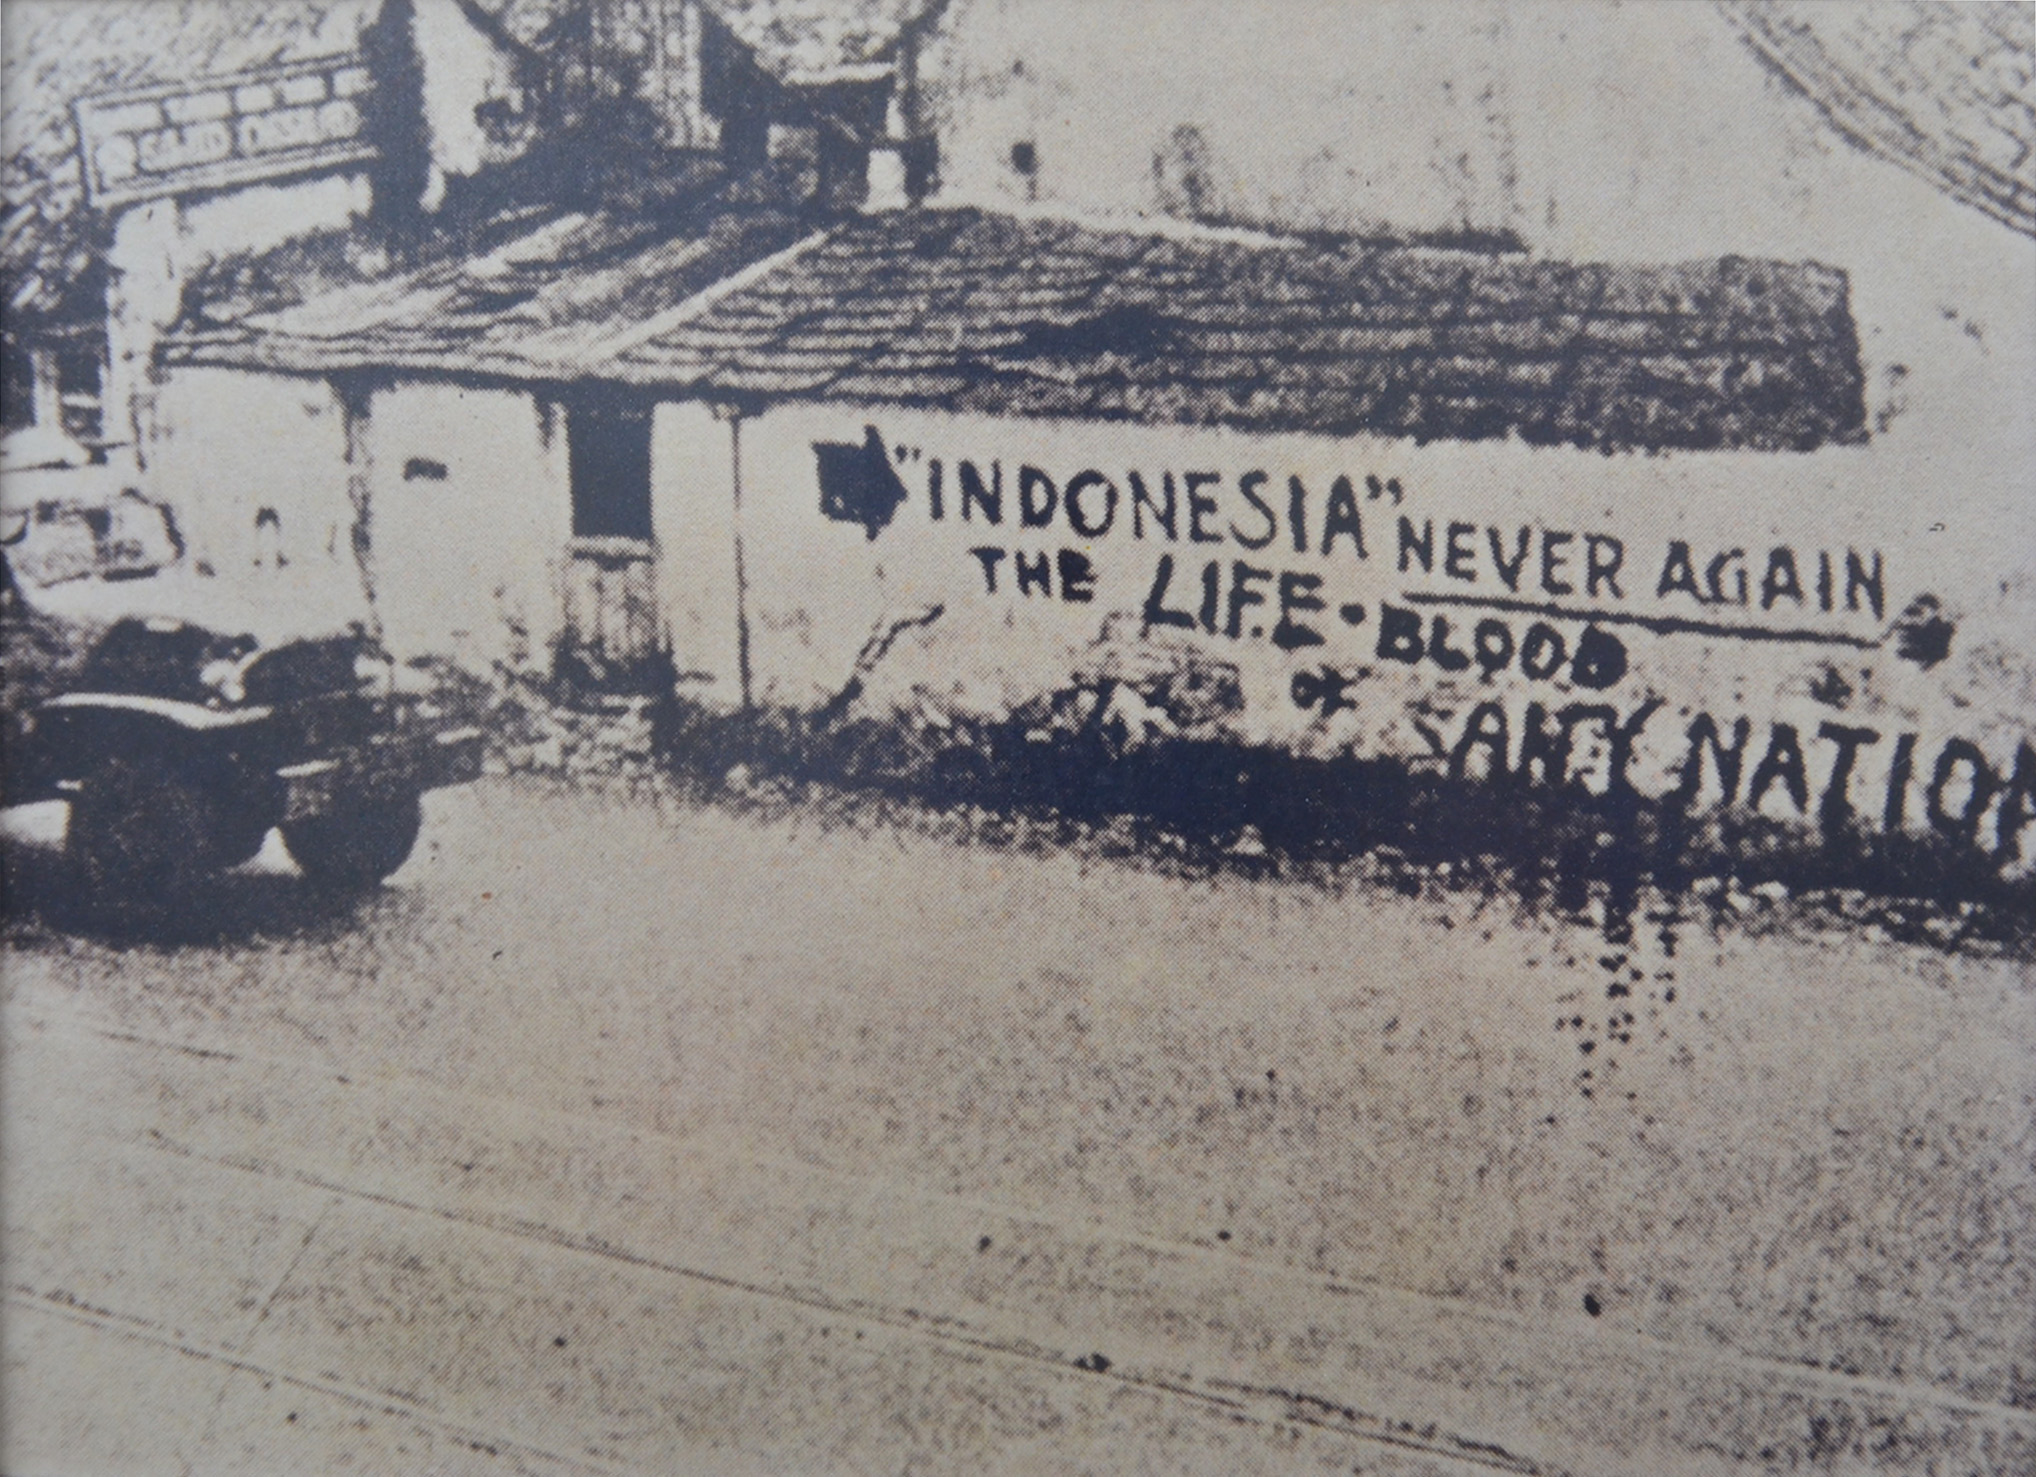 "INDONESIA" NEVER AGAIN
THE LIFE-BLOOD
OF
ANY NATION